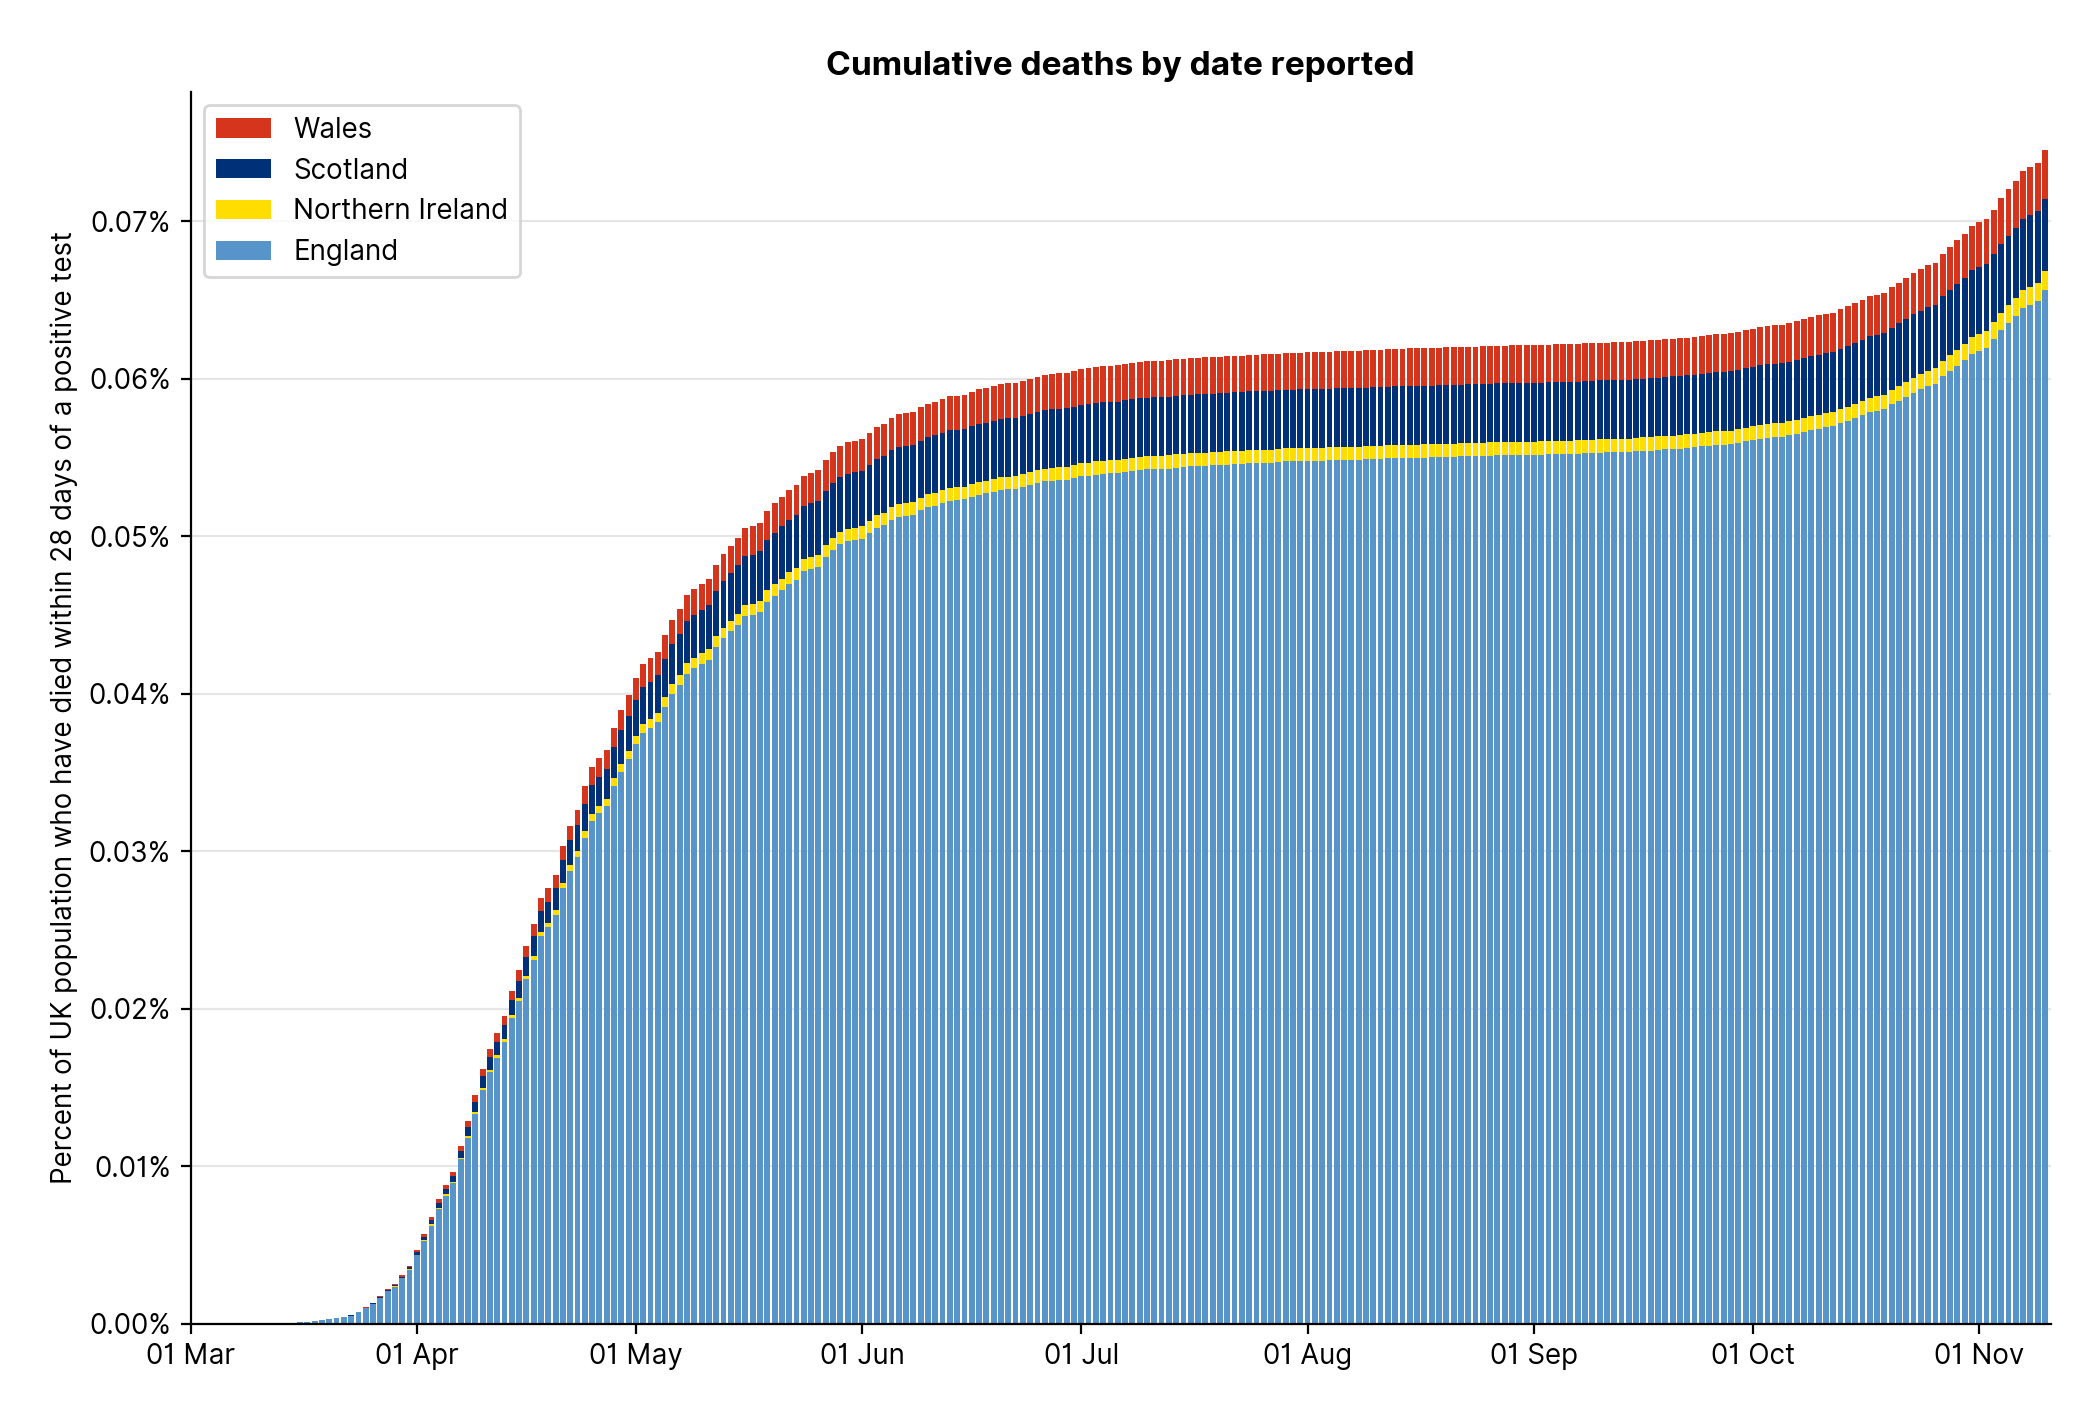 Cumulative deaths by date reported
Wales
Scotland
Northern Ireland
England
Percent of UK population who have died within 28 days of a positive test
0.07%
0.06%
0.05%
0.04%
0.03%
0.02%
0.01%
0.00%
01 Mar
01 Apr
01 May
01 Jun
01 Jul
01 Aug
01 Sep
01 Oct
01 Nov